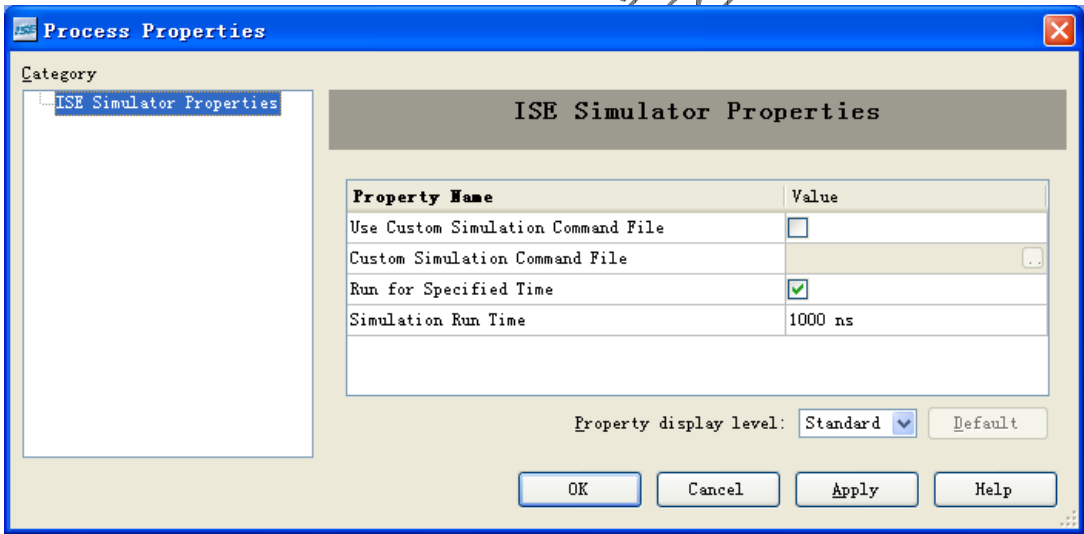 ISE Process Properties
Category
ISE Simulator Properties
ISE Simulator Properties
Property Name Value
Use Custom Simulation Command File
Custom Simulation Command File ..
Run for Specified Time
Simulation Run Time 1000 ns
Property display level: Standard Default
OK Cancel Apply Help